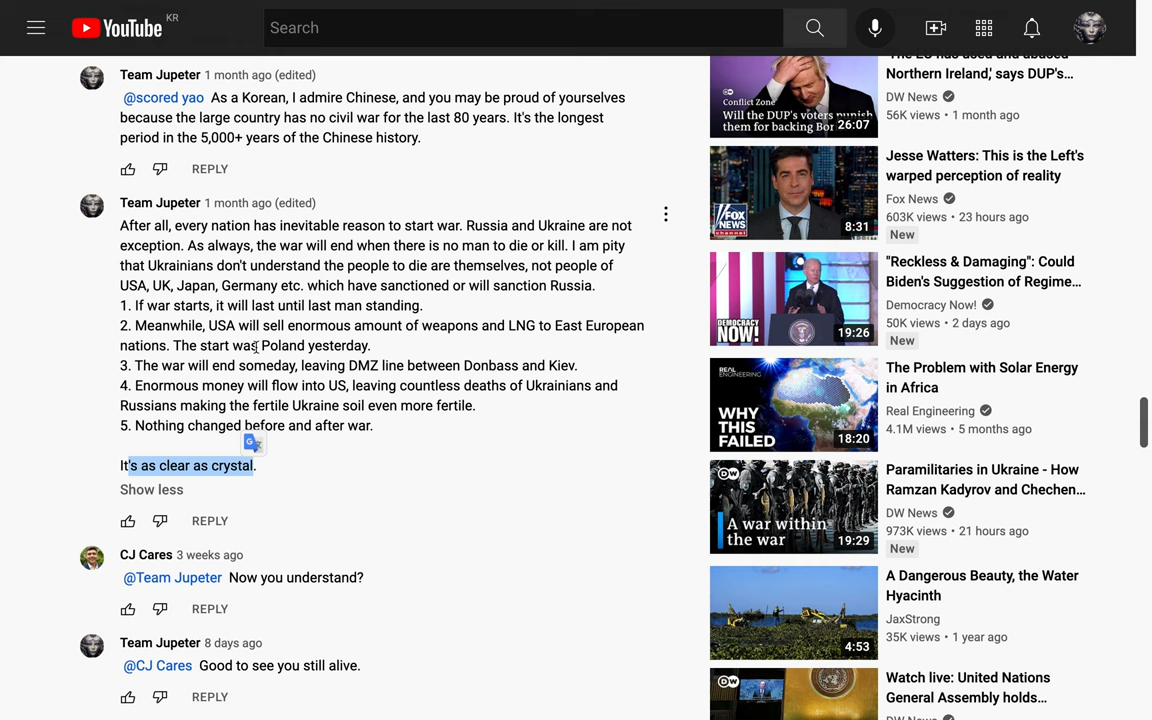 YouTube KR
Search
Team Jupeter 1 month ago (edited)
@scored yao As a Korean, I admire Chinese, and you may be proud of yourselves
because the large country has no civil war for the last 80 years. It's the longest
period in the 5,000+ years of the Chinese history.
REPLY
Team Jupeter 1 month ago (edited)
After all, every nation has inevitable reason to start war. Russia and Ukraine are not
exception. As always, the war will end when there is no man to die or kill. I am pity
that Ukrainians don't understand the people to die are themselves, not people of
USA, UK, Japan, Germany etc. which have sanctioned or will sanction Russia.
1. If war starts, it will last until last man standing.
2. Meanwhile, USA will sell enormous amount of weapons and LNG to East European
nations. The start was Poland yesterday.
3. The war will end someday, leaving DMZ line between Donbass and Kiev.
4. Enormous money will flow into US, leaving countless deaths of Ukrainians and
Russians making the fertile Ukraine soil even more fertile.
5. Nothing changed before and after war.
It's as clear as crystal.
Show less
REPLY
CJ Cares 3 weeks ago
@Team Jupeter Now you understand?
REPLY
Team Jupeter 8 days ago
@CJ Cares Good to see you still alive.
REPLY
Conflict Zone
Will the DUP's voters punish
them for backing Bor
26:07
Northern Ireland,' says DUP's...
DW News
56K views • 1 month ago
FOX
NEWS
channel
8:31
Jesse Watters: This is the Left's
warped perception of reality
Fox News
603K views • 23 hours ago
New
DEMOCRACY
NOW!
19:26
"Reckless & Damaging": Could
Biden's Suggestion of Regime...
Democracy Now!
50K views • 2 days ago
New
REAL
ENGINEERING
WHY
THIS
FAILED
18:20
The Problem with Solar Energy
in Africa
Real Engineering
4.1M views • 5 months ago
DW
A war within
the war
19:29
Paramilitaries in Ukraine - How
Ramzan Kadyrov and Chechen...
DW News
973K views • 21 hours ago
New
4:53
A Dangerous Beauty, the Water
Hyacinth
JaxStrong
35K views • 1 year ago
DW
Watch live: United Nations
General Assembly holds...